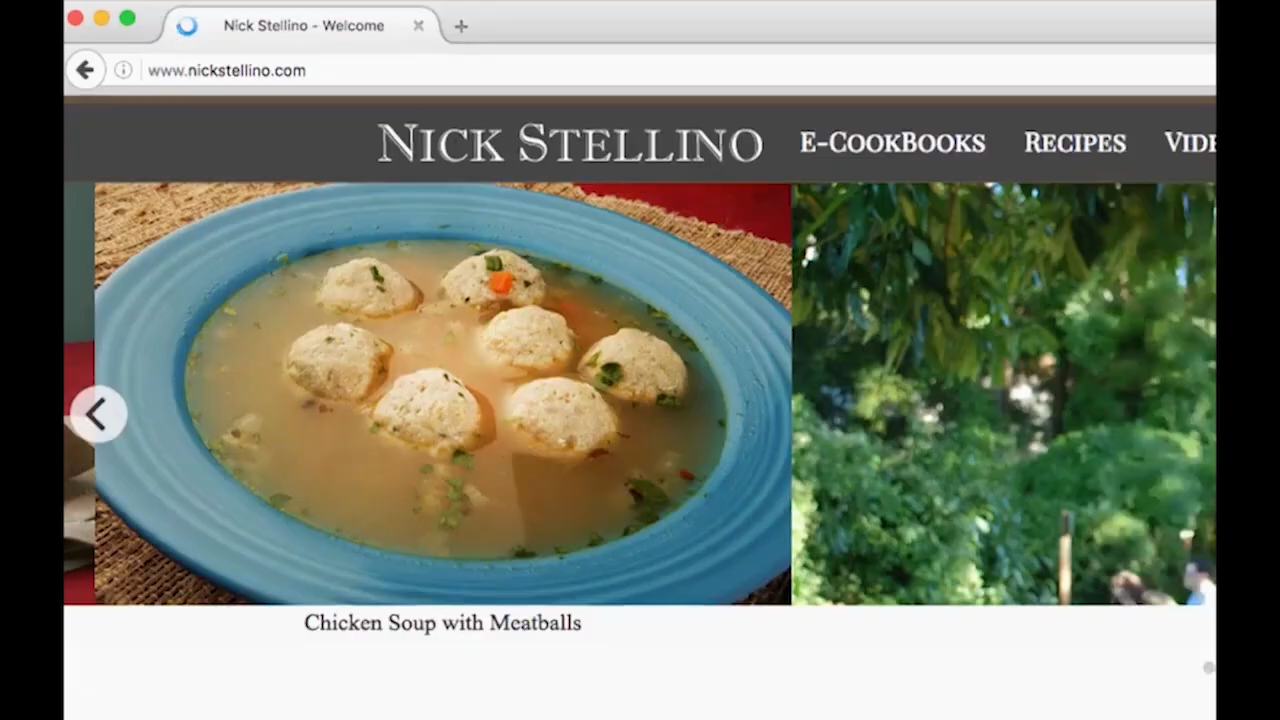 Nick Stellino - Welcome
www.nickstellino.com
NICK STELLINO E-COOKBOOKS RECIPES
Chicken Soup with Meatballs